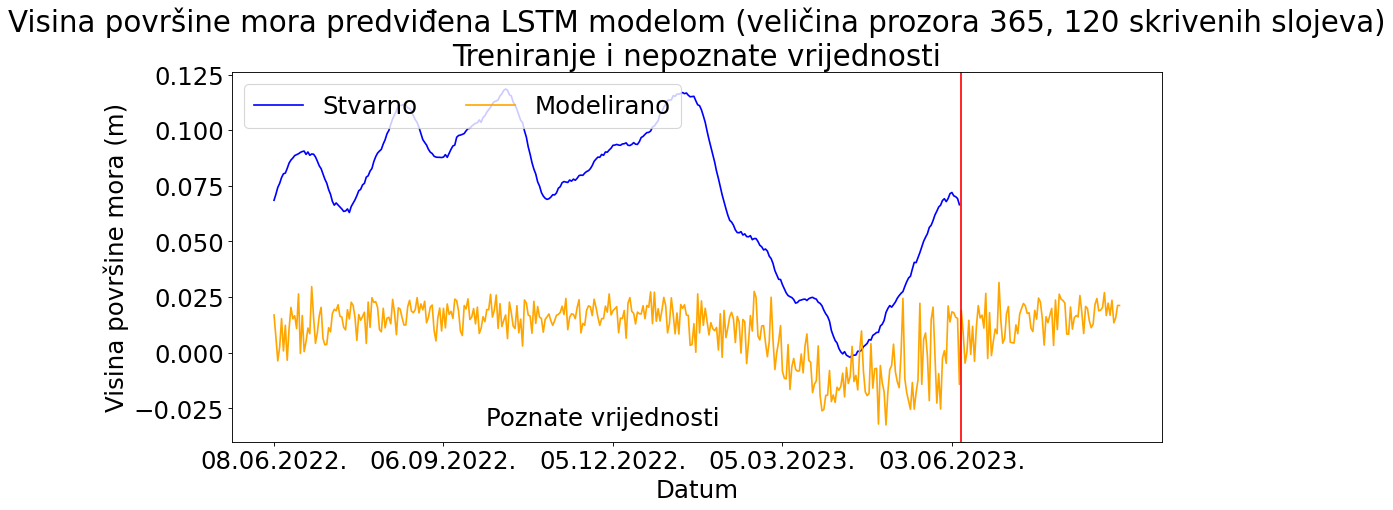 Visina površine mora predviđena LSTM modelom (veličina prozora 365, 120 skrivenih slojeva)
Treniranje i nepoznate vrijednosti
Stvarno
Modelirano
Visina površine mora (m)
0.125
0.100
0.075
0.050
0.025
0.000
−0.025
Poznate vrijednosti
08.06.2022.
06.09.2022.
05.12.2022.
05.03.2023.
03.06.2023.
Datum